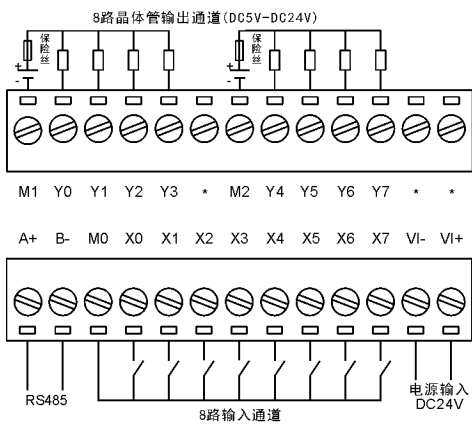 8路晶体管输出通道(DC5V-DC24V)
+ 保险丝 + 保险丝
M1 Y0 Y1 Y2 Y3 * M2 Y4 Y5 Y6 Y7 * *
A+ B- M0 X0 X1 X2 X3 X4 X5 X6 X7 VI- VI+
RS485
8路输入通道
电源输入
DC24V